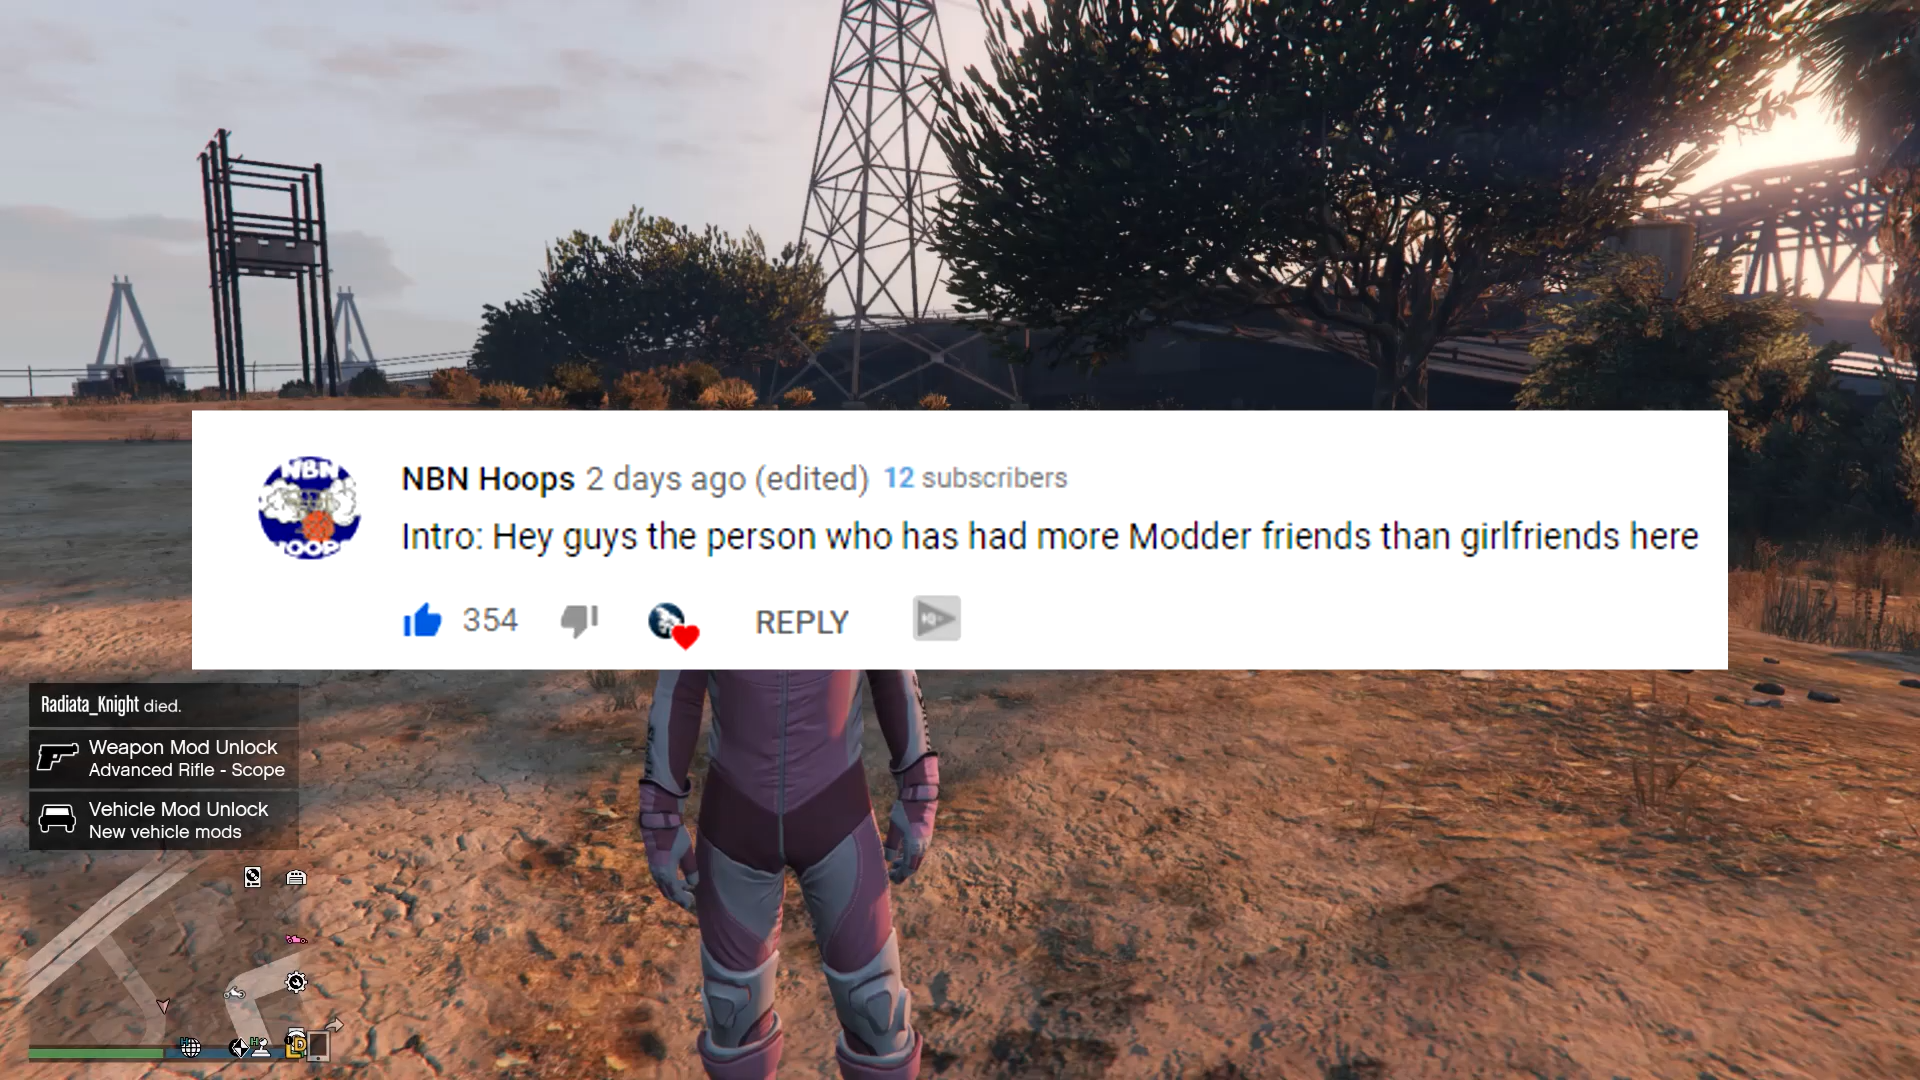 NBN
HOOPS
NBN Hoops 2 days ago (edited) 12 subscribers
Intro: Hey guys the person who has had more Modder friends than girlfriends here
354 REPLY
Radiata_Knight died.
Weapon Mod Unlock
Advanced Rifle - Scope
Vehicle Mod Unlock
New vehicle mods